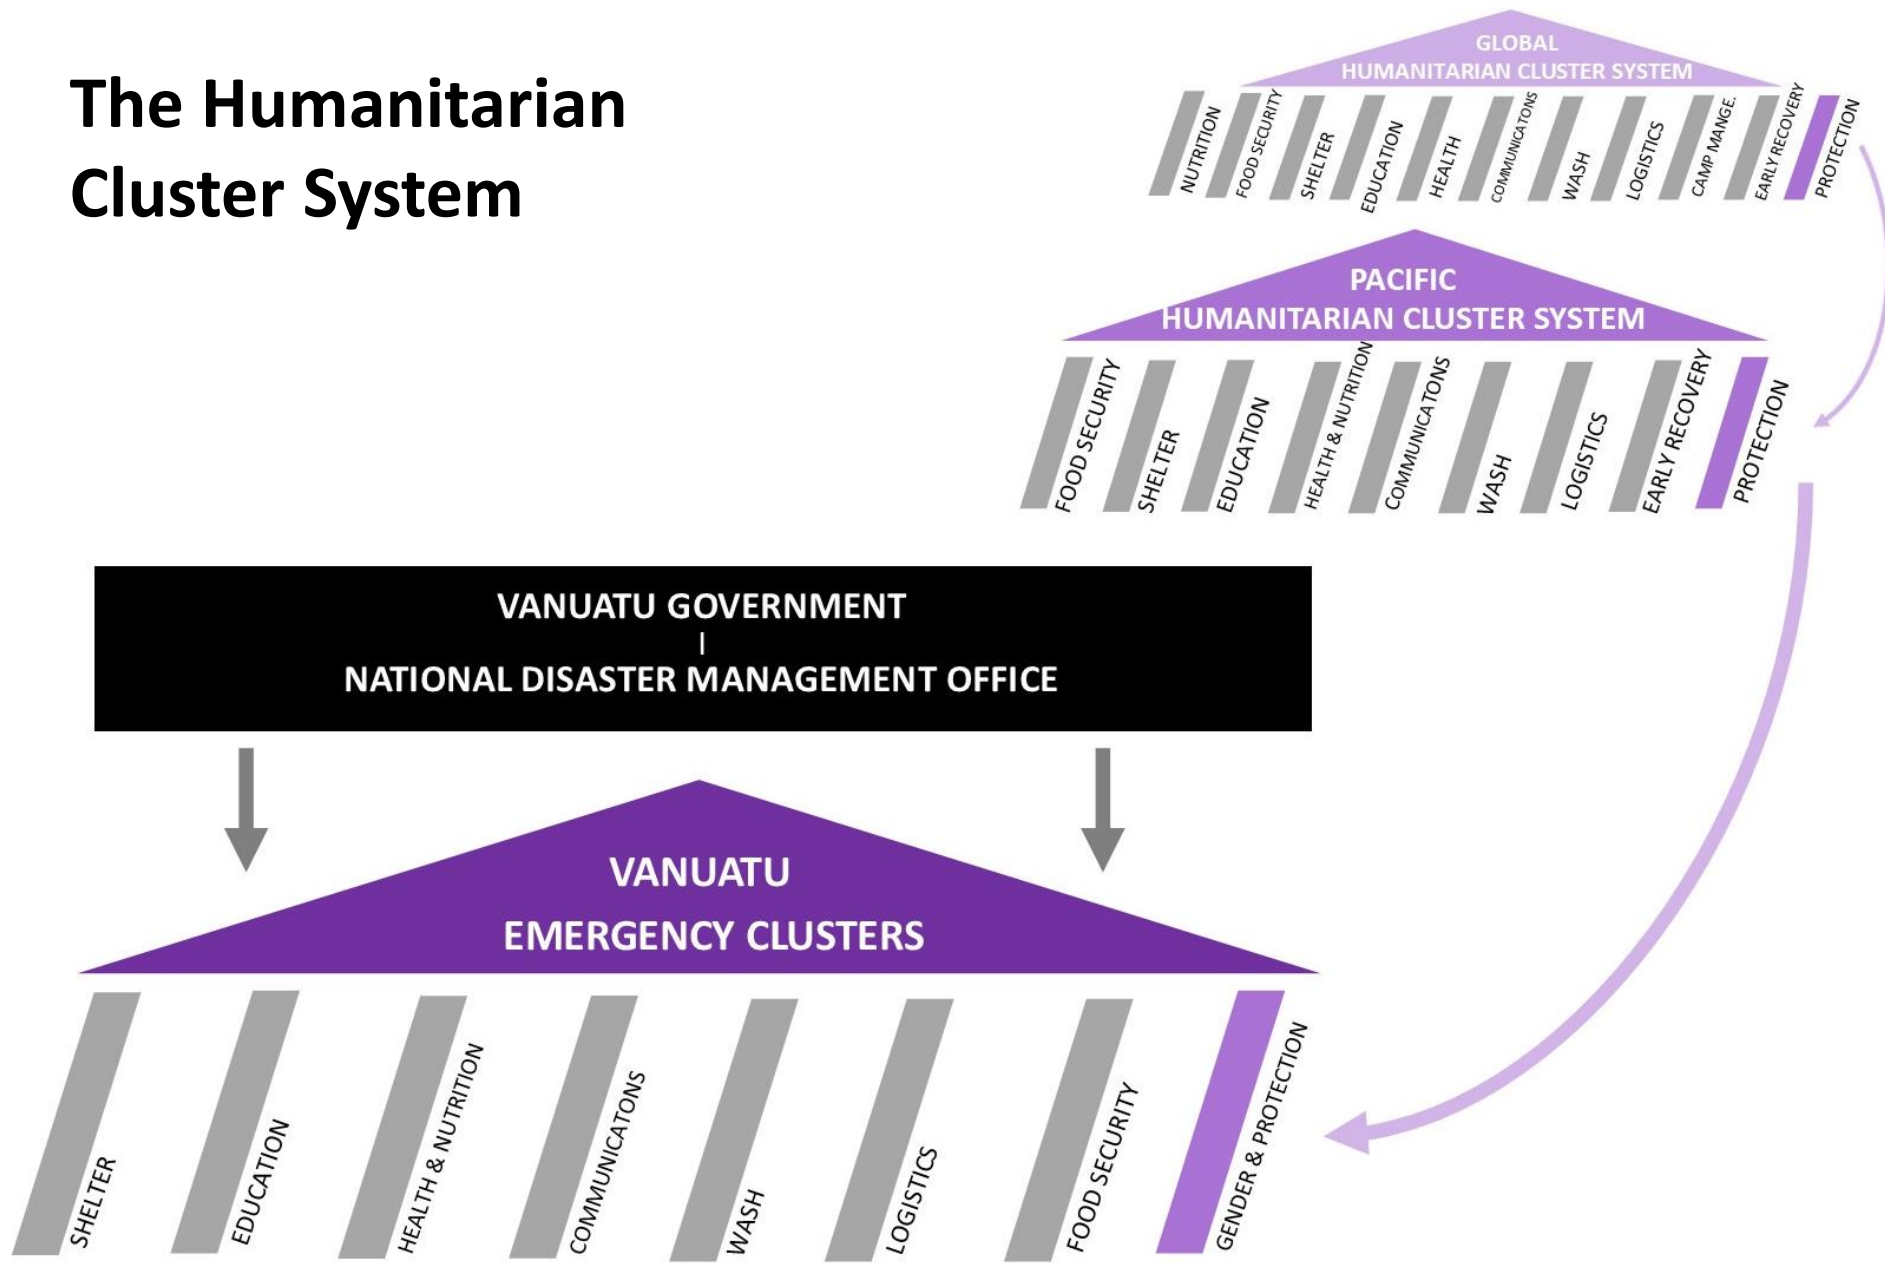 The Humanitarian
Cluster System
GLOBAL
HUMANITARIAN CLUSTER SYSTEM
NUTRITION
FOOD SECURITY
SHELTER
EDUCATION
HEALTH
COMMUNICATONS
WASH
LOGISTICS
CAMP MANGE.
EARLY RECOVERY
PROTECTION
PACIFIC
HUMANITARIAN CLUSTER SYSTEM
FOOD SECURITY
SHELTER
EDUCATION
HEALTH & NUTRITION
COMMUNICATONS
WASH
LOGISTICS
EARLY RECOVERY
PROTECTION
VANUATU GOVERNMENT
|
NATIONAL DISASTER MANAGEMENT OFFICE
VANUATU
EMERGENCY CLUSTERS
SHELTER
EDUCATION
HEALTH & NUTRITION
COMMUNICATONS
WASH
LOGISTICS
FOOD SECURITY
GENDER & PROTECTION